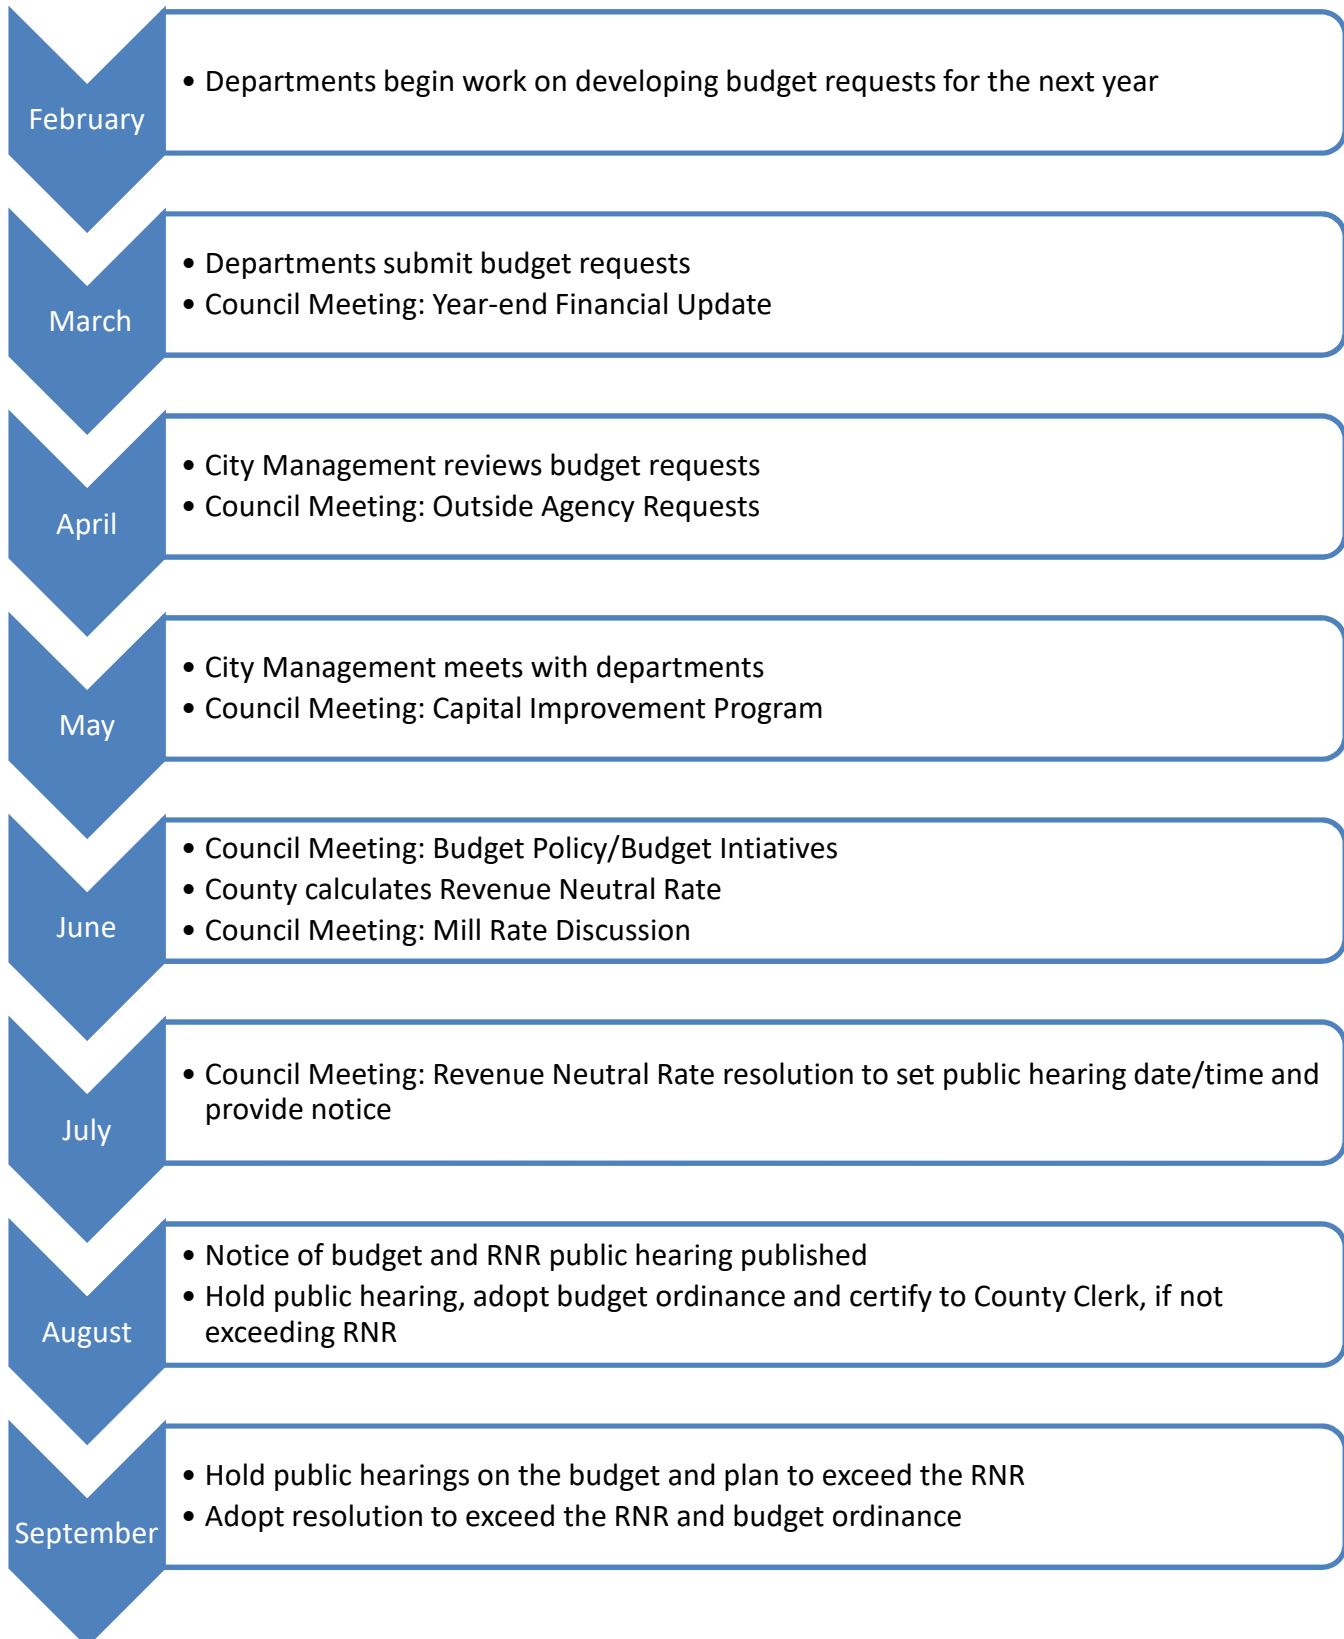 February
• Departments begin work on developing budget requests for the next year
March
• Departments submit budget requests
• Council Meeting: Year-end Financial Update
April
• City Management reviews budget requests
• Council Meeting: Outside Agency Requests
May
• City Management meets with departments
• Council Meeting: Capital Improvement Program
June
• Council Meeting: Budget Policy/Budget Intiatives
• County calculates Revenue Neutral Rate
• Council Meeting: Mill Rate Discussion
July
• Council Meeting: Revenue Neutral Rate resolution to set public hearing date/time and
provide notice
August
• Notice of budget and RNR public hearing published
• Hold public hearing, adopt budget ordinance and certify to County Clerk, if not
exceeding RNR
September
• Hold public hearings on the budget and plan to exceed the RNR
• Adopt resolution to exceed the RNR and budget ordinance